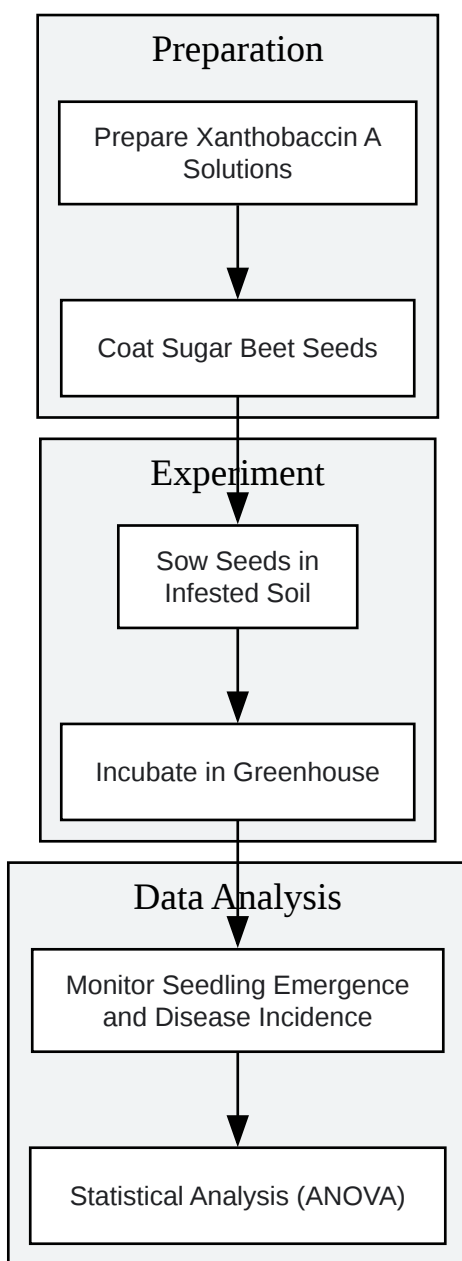 Preparation
Prepare Xanthobaccin A
Solutions
Coat Sugar Beet Seeds
Experiment
Sow Seeds in
Infested Soil
Incubate in Greenhouse
Data Analysis
Monitor Seedling Emergence
and Disease Incidence
Statistical Analysis (ANOVA)